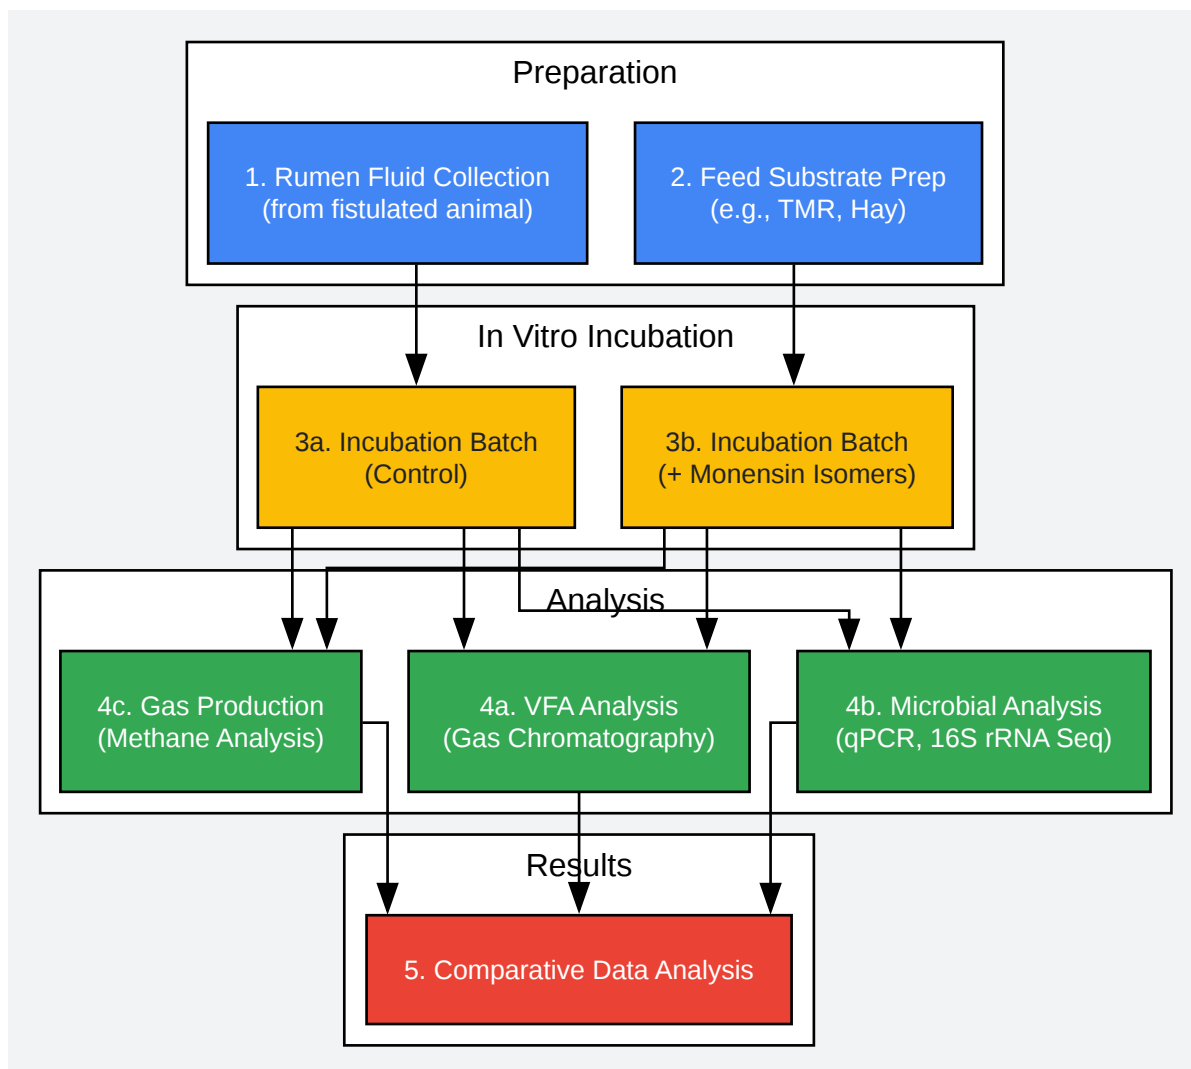 Preparation
1. Rumen Fluid Collection
(from fistulated animal)
2. Feed Substrate Prep
(e.g., TMR, Hay)
In Vitro Incubation
3a. Incubation Batch
(Control)
3b. Incubation Batch
(+ Monensin Isomers)
Analysis
4c. Gas Production
(Methane Analysis)
4a. VFA Analysis
(Gas Chromatography)
4b. Microbial Analysis
(qPCR, 16S rRNA Seq)
Results
5. Comparative Data Analysis